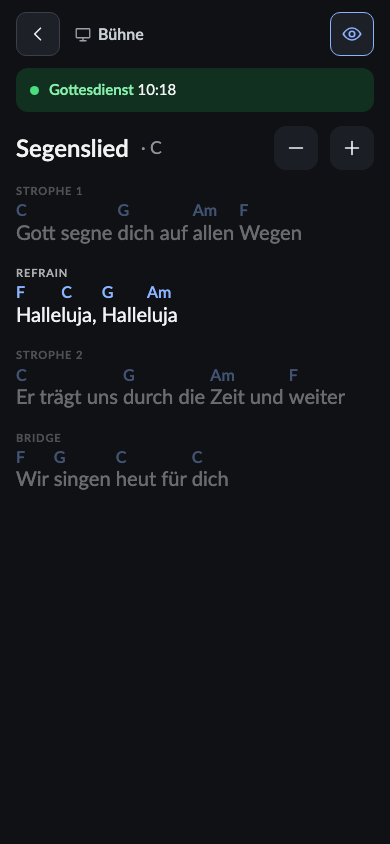 Bühne
Gottesdienst 10:18
Segenslied · C
STROPHE 1
C G Am F
Gott segne dich auf allen Wegen
REFRAIN
F C G Am
Halleluja, Halleluja
STROPHE 2
C G Am F
Er trägt uns durch die Zeit und weiter
BRIDGE
F G C C
Wir singen heut für dich